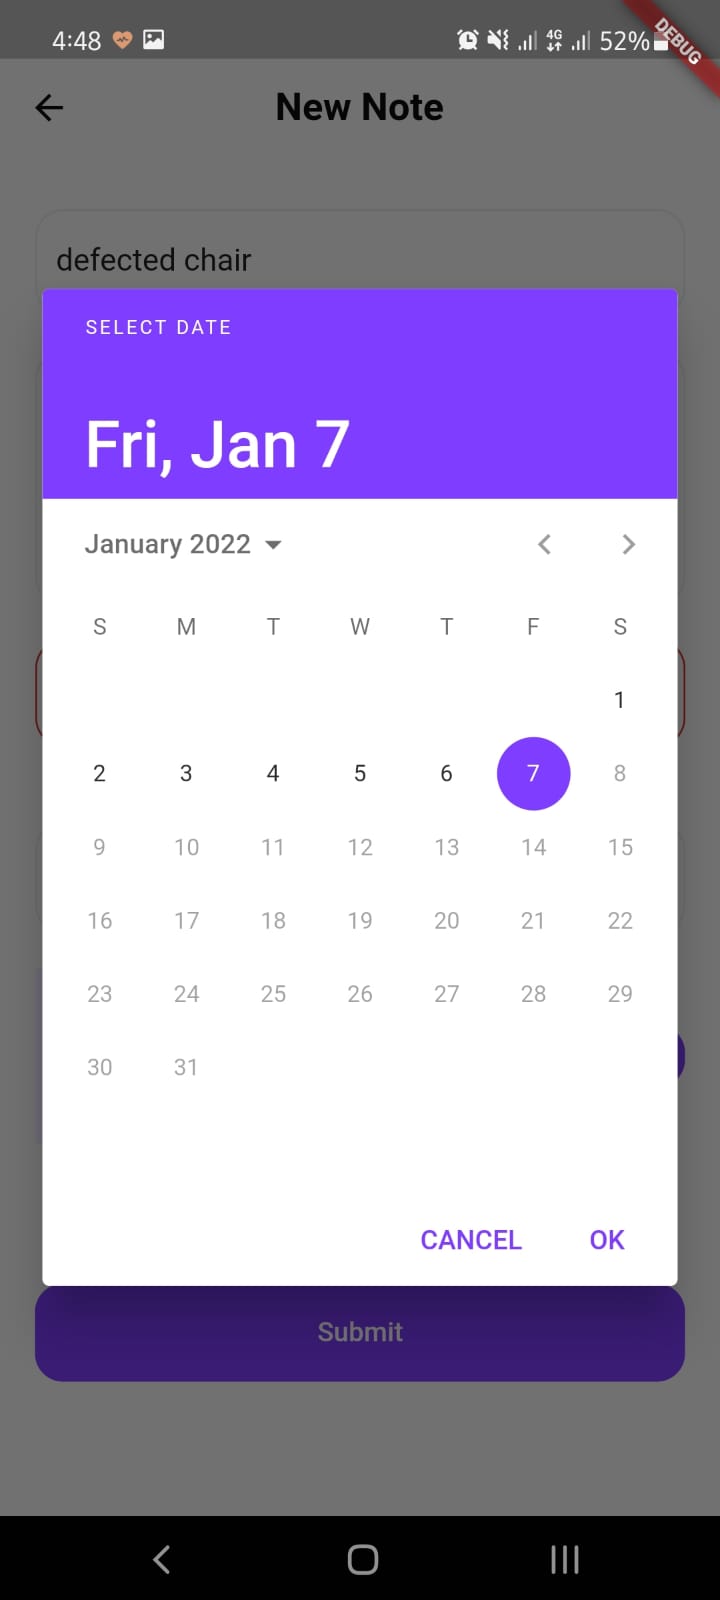 4:48 4G 52%
DEBUG
New Note
defected chair
SELECT DATE
Fri, Jan 7
January 2022
S M T W T F S
1
2 3 4 5 6 7 8
9 10 11 12 13 14 15
16 17 18 19 20 21 22
23 24 25 26 27 28 29
30 31
CANCEL OK
Submit